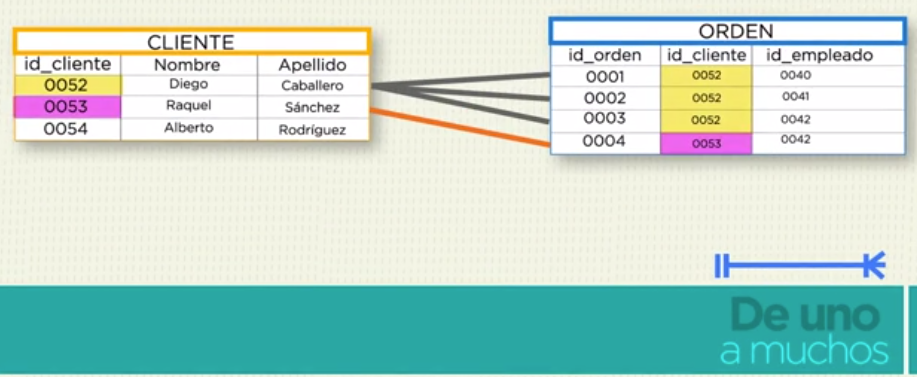 CLIENTE
id_cliente Nombre Apellido
0052 Diego Caballero
0053 Raquel Sánchez
0054 Alberto Rodríguez
ORDEN
id_orden id_cliente id_empleado
0001 0052 0040
0002 0052 0041
0003 0052 0042
0004 0053 0042
De uno
a muchos